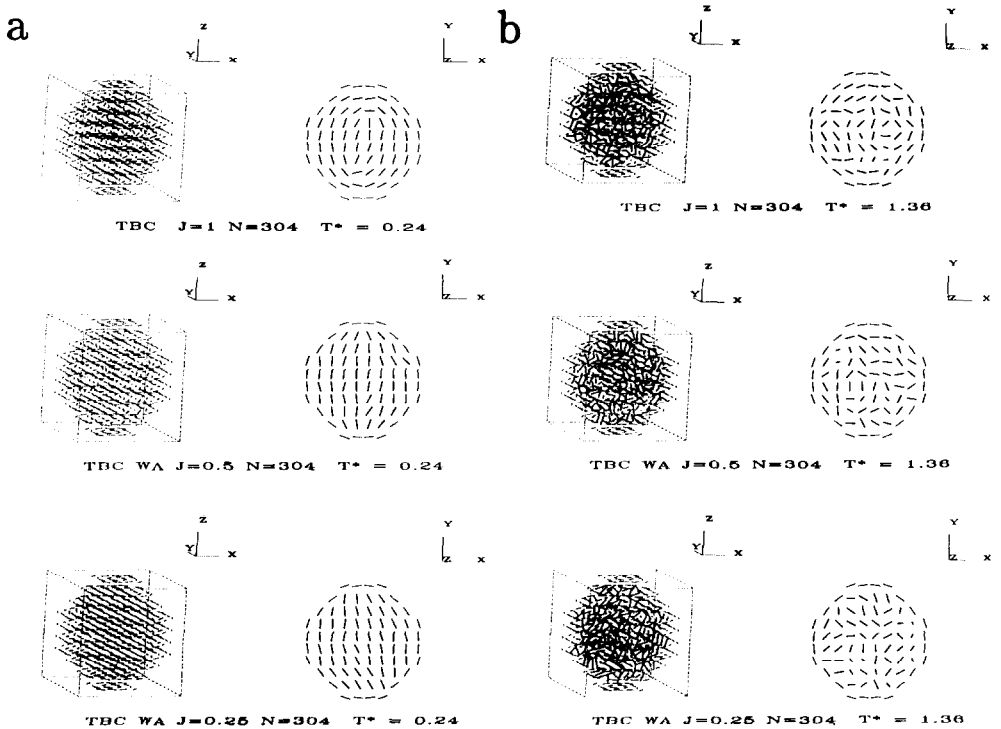 a
b
Z
Y X
Y
Z X
Z
Y X
Y
Z X
TBC J=1 N=304 T* = 0.24
TBC J=1 N=304 T* = 1.36
Z
Y X
Y
Z X
Z
Y X
Y
Z X
TBC WA J=0.5 N=304 T* = 0.24
TBC WA J=0.5 N=304 T* = 1.36
Z
Y X
Y
Z X
Z
Y X
Y
Z X
TBC WA J=0.25 N=304 T* = 0.24
TBC WA J=0.25 N=304 T* = 1.36